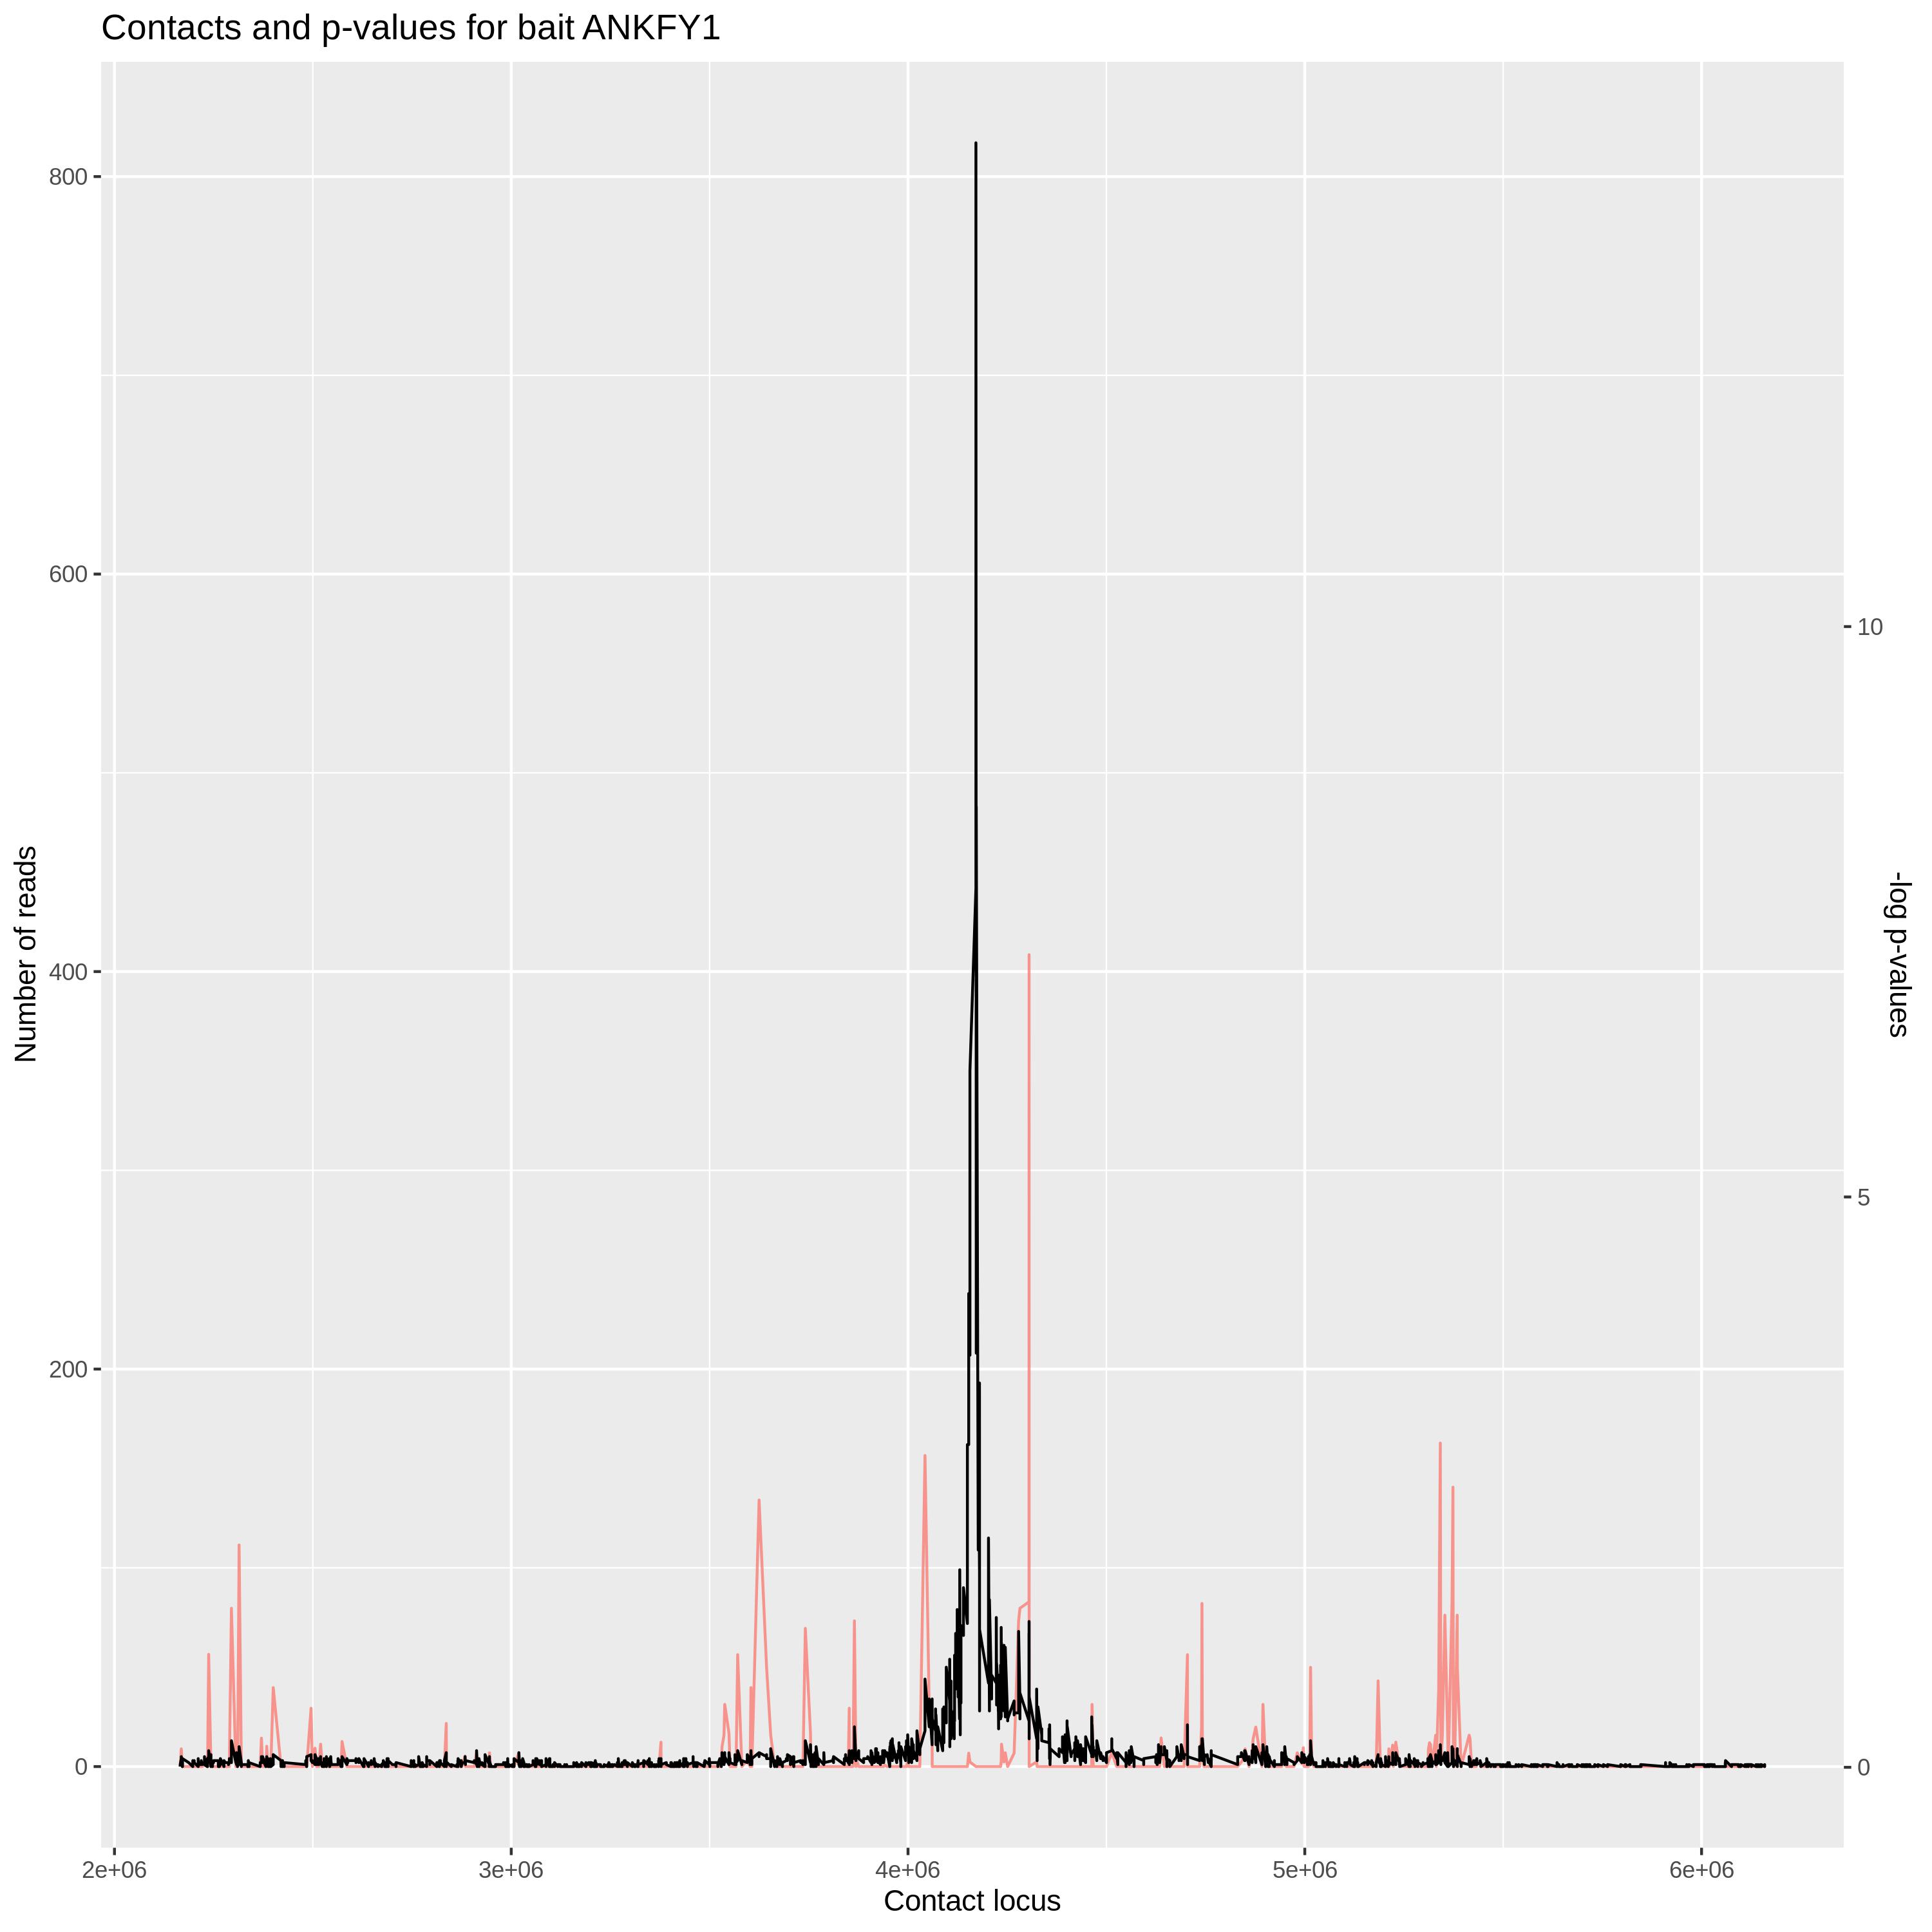 Contacts and p-values for bait ANKFY1
800
600
400
200
0
Number of reads
10
5
0
-log p-values
2e+06
3e+06
4e+06
5e+06
6e+06
Contact locus